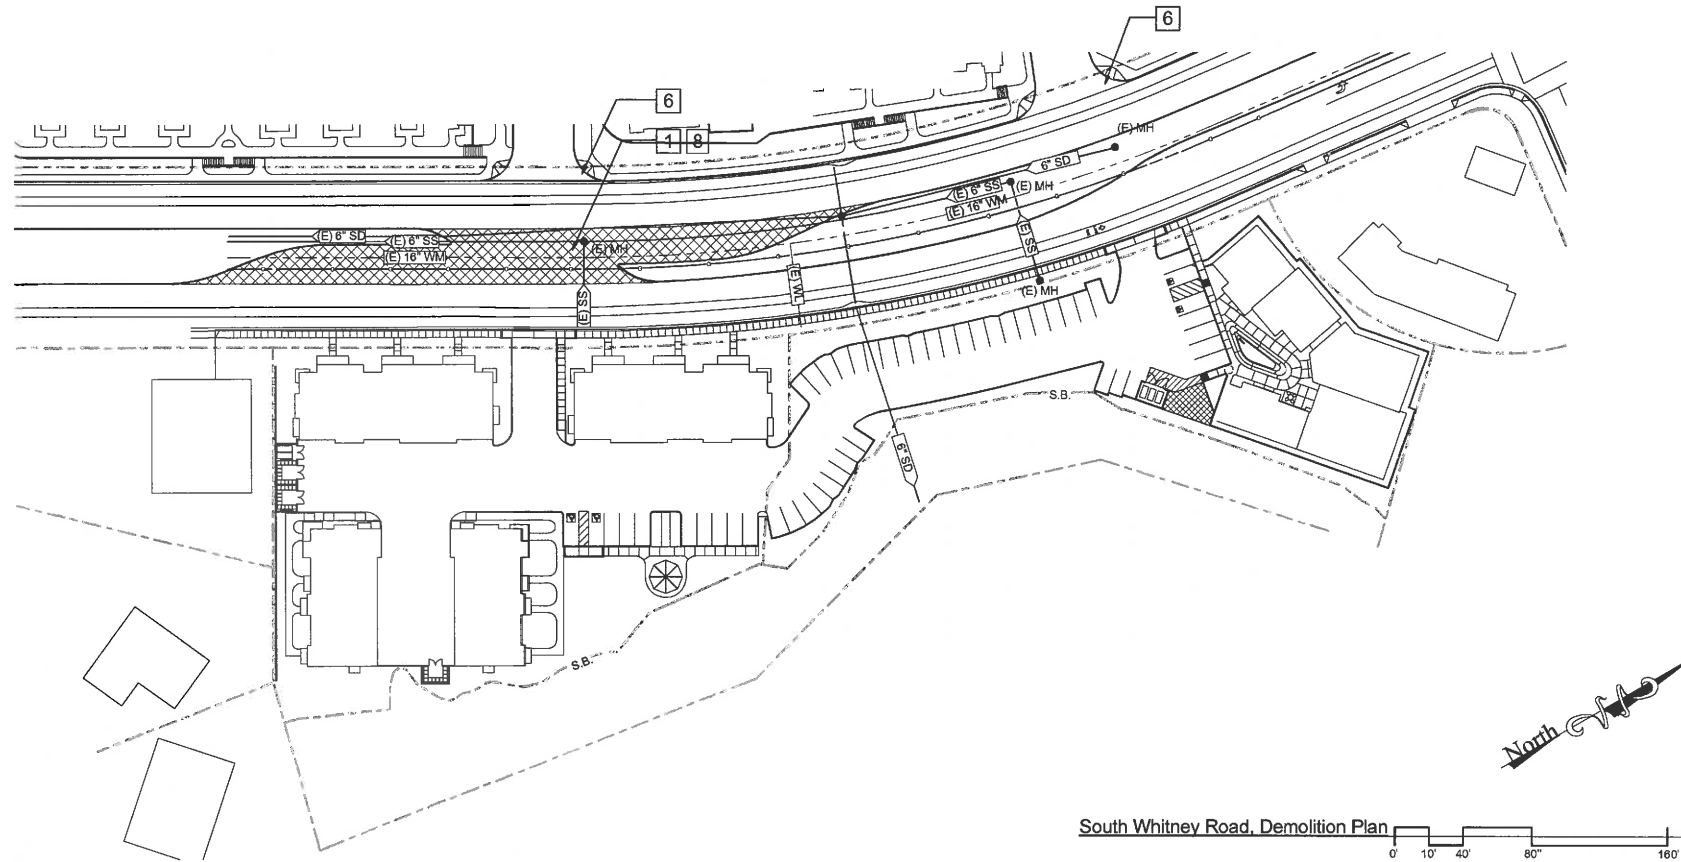 6
6
1 8
(E) MH
6" SD
(E) 6" SS
(E) MH
(E) 16" WM
(E) 6" SD
(E) 6" SS
(E) MH
(E) 16" WM
(E) SS
(E) WL
(E) SS
(E) MH
S.B.
6" SD
S.B.
North
South Whitney Road, Demolition Plan
0' 10' 40' 80" 160'